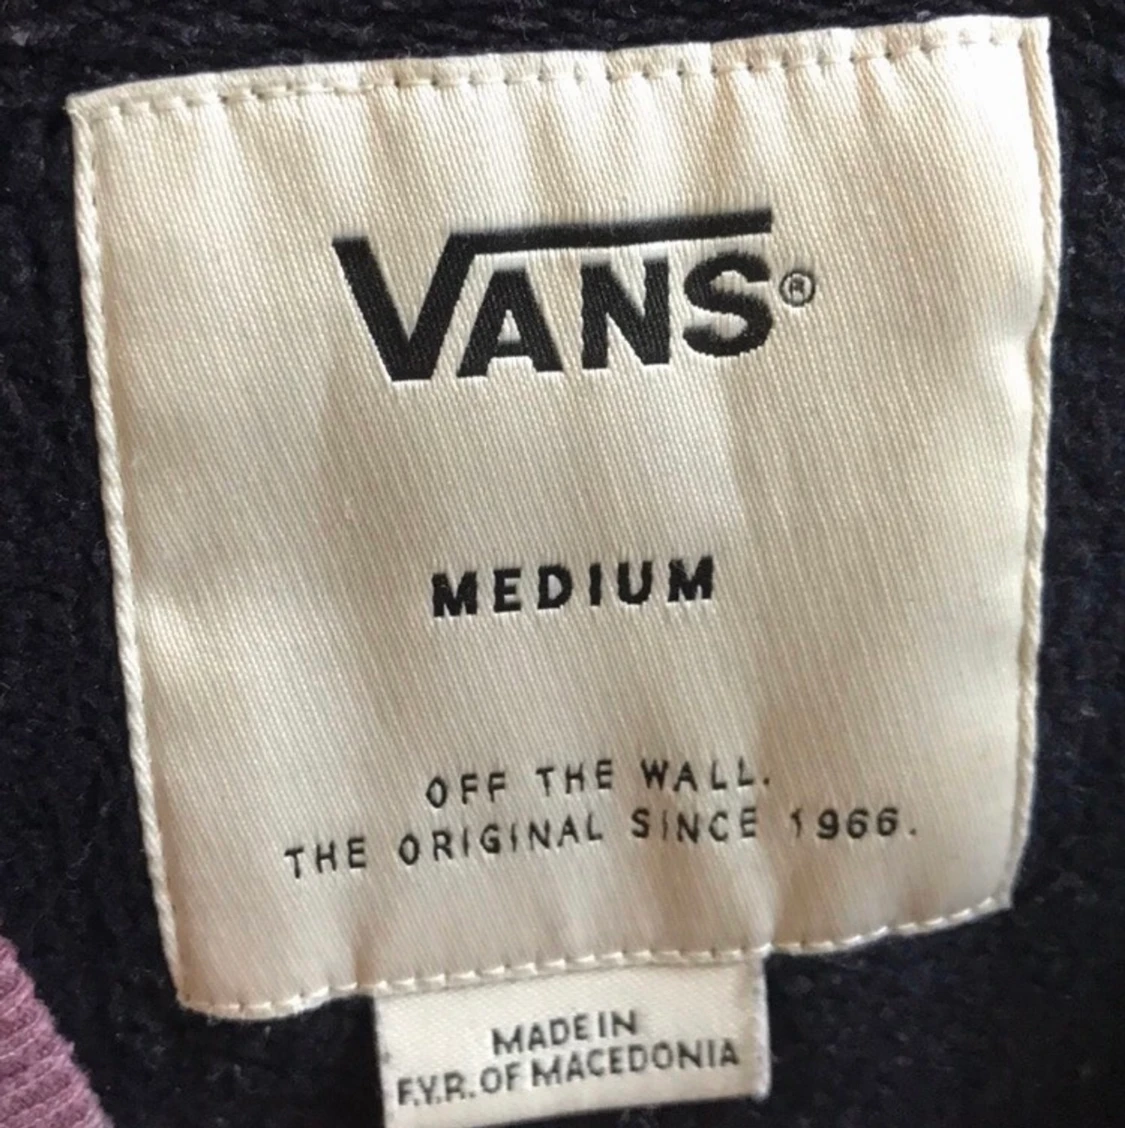 VANS®
MEDIUM
OFF THE WALL.
THE ORIGINAL SINCE 1966.
MADE IN
F.Y.R. OF MACEDONIA